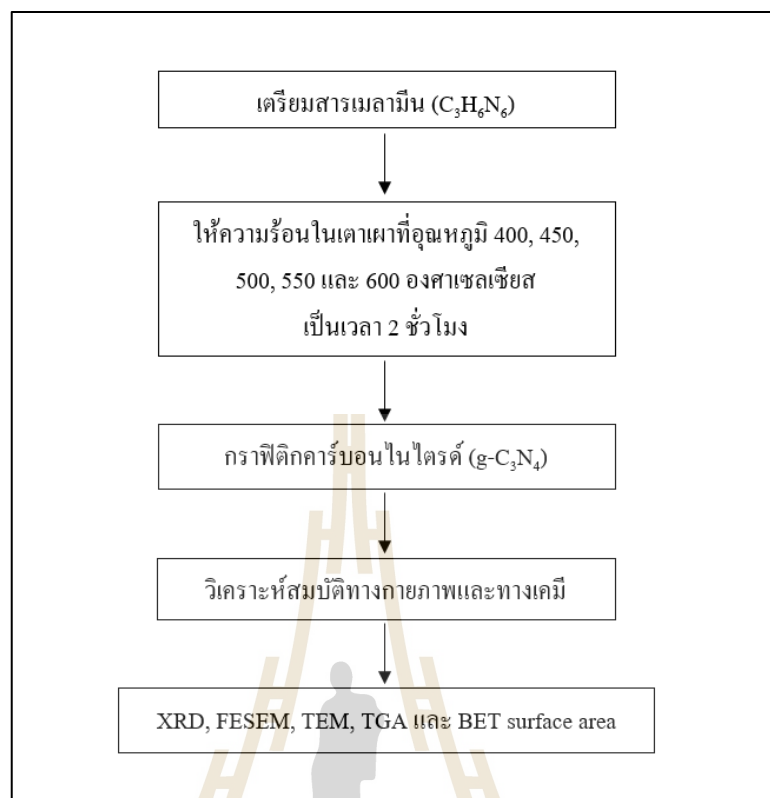 เตรียมสารเมลามีน (C₃H₆N₆)
ให้ความร้อนในเตาเผาที่อุณหภูมิ 400, 450,
500, 550 และ 600 องศาเซลเซียส
เป็นเวลา 2 ชั่วโมง
กราฟิติกคาร์บอนไนไตรด์ (g-C₃N₄)
วิเคราะห์สมบัติทางกายภาพและทางเคมี
XRD, FESEM, TEM, TGA และ BET surface area